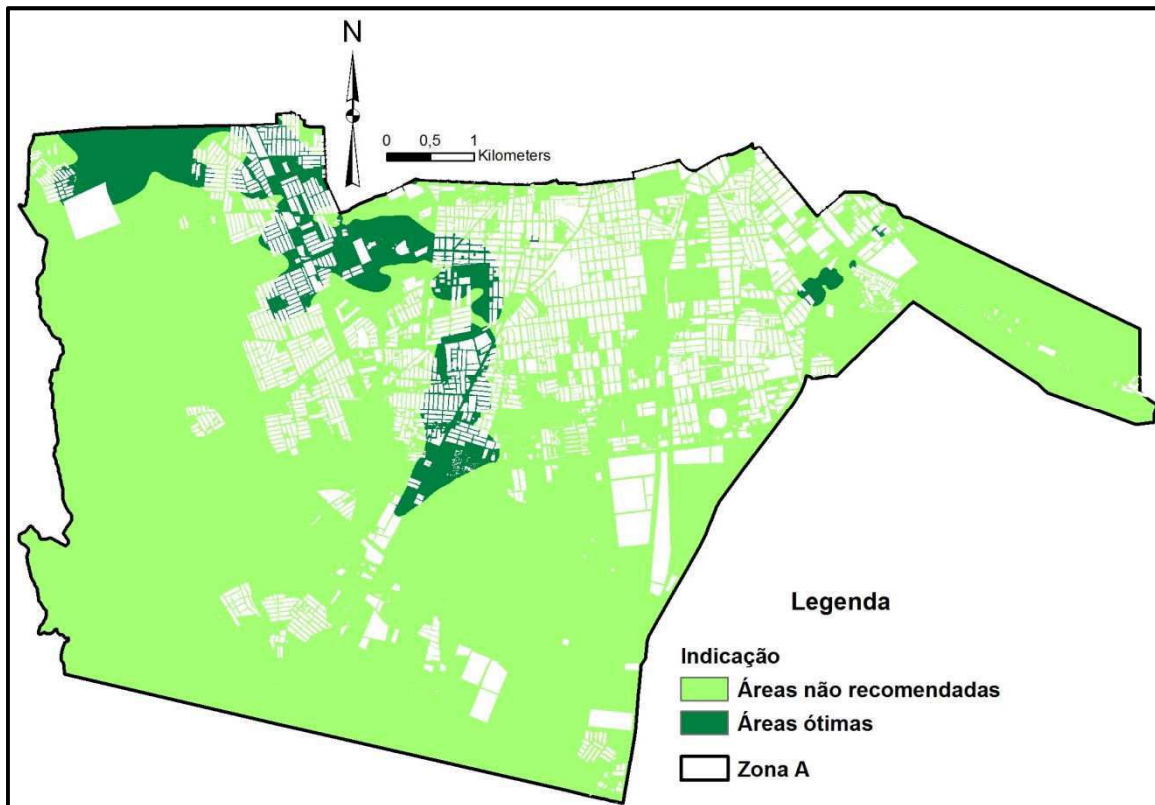 N
0 0,5 1
Kilometers
Legenda
Indicação
Áreas não recomendadas
Áreas ótimas
Zona A